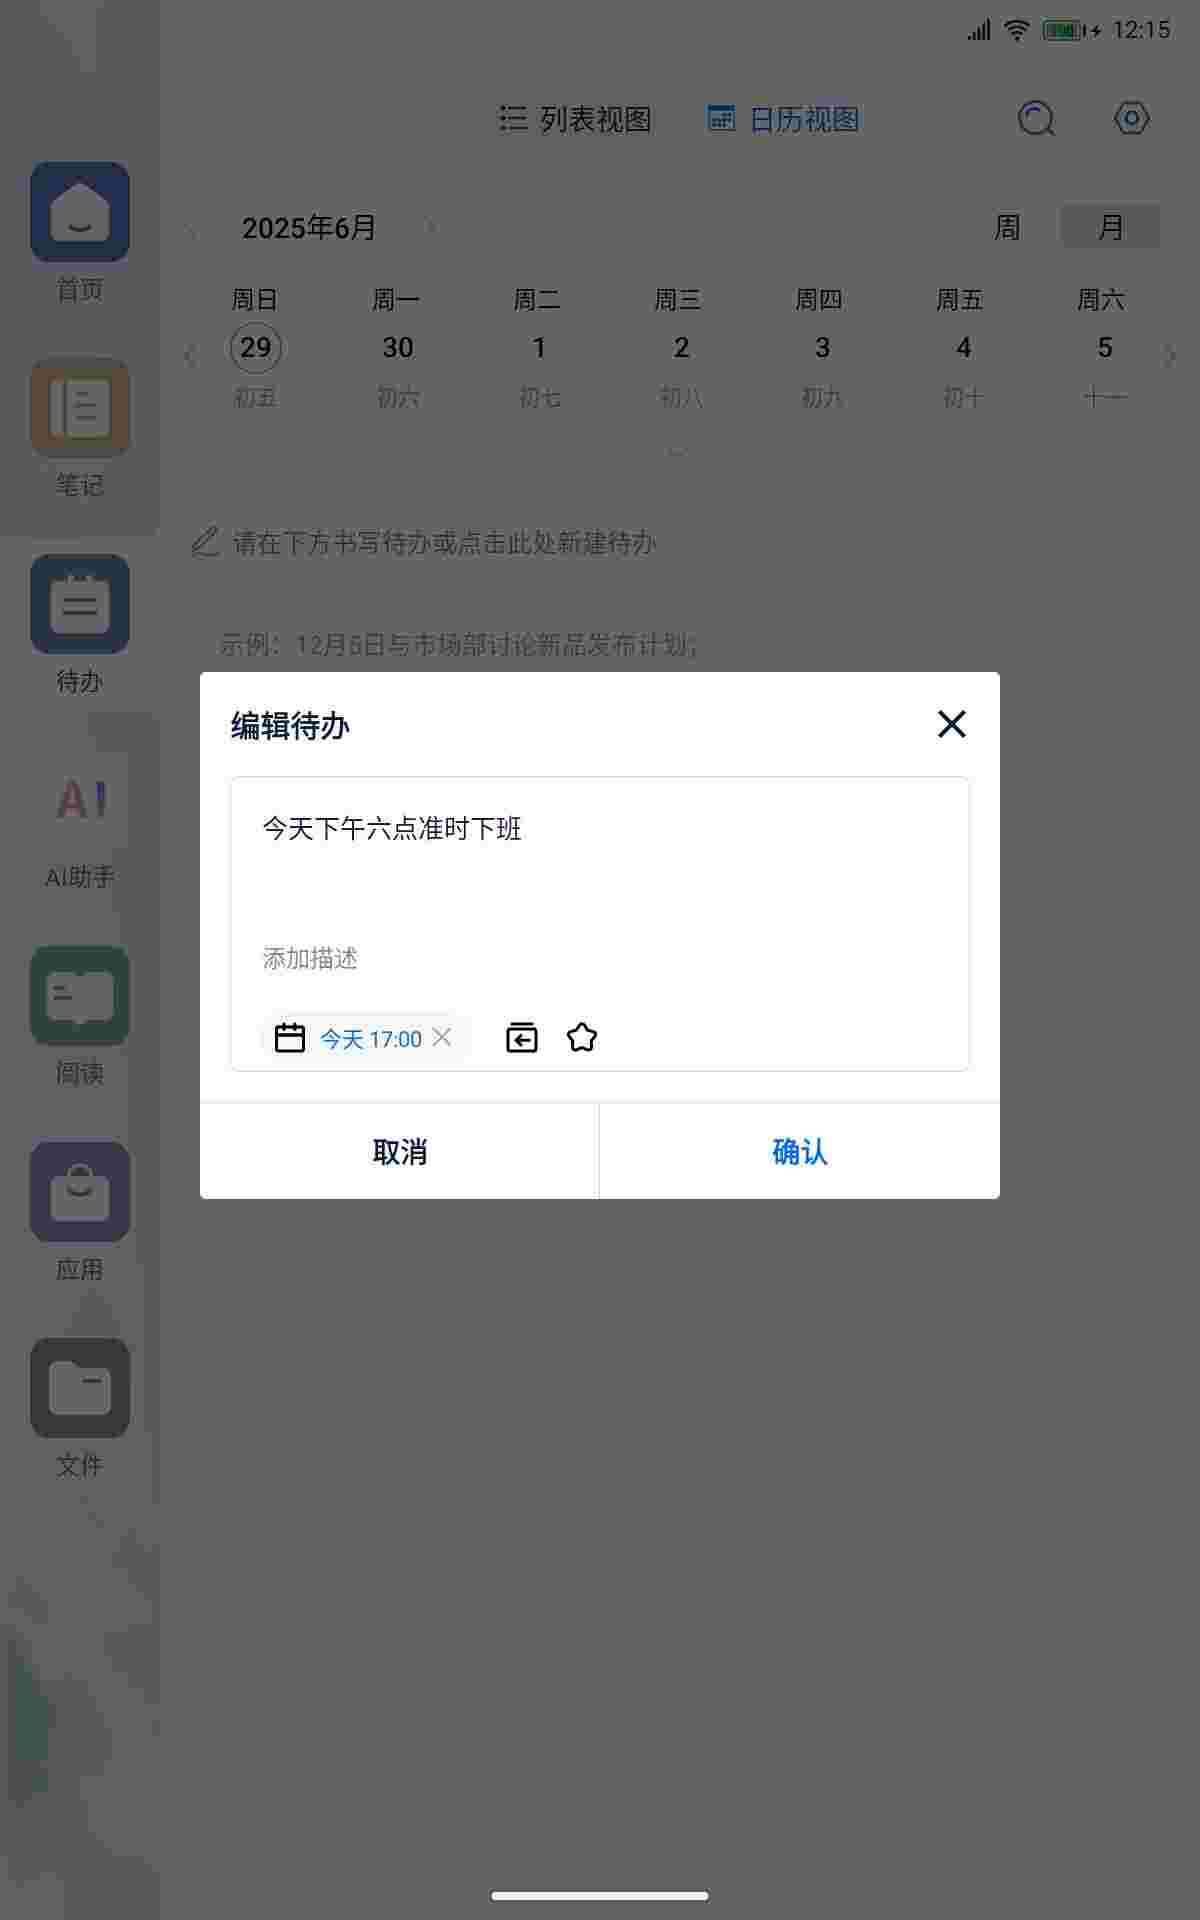 12:15
列表视图 日历视图
2025年6月 周 月
周日 周一 周二 周三 周四 周五 周六
29 30 1 2 3 4 5
初五 初六 初七 初八 初九 初十 十一
请在下方书写待办或点击此处新建待办
示例：12月6日与市场部讨论新品发布计划；
首页
笔记
待办
AI
AI助手
阅读
应用
文件
编辑待办
今天下午六点准时下班
添加描述
今天 17:00
取消 确认